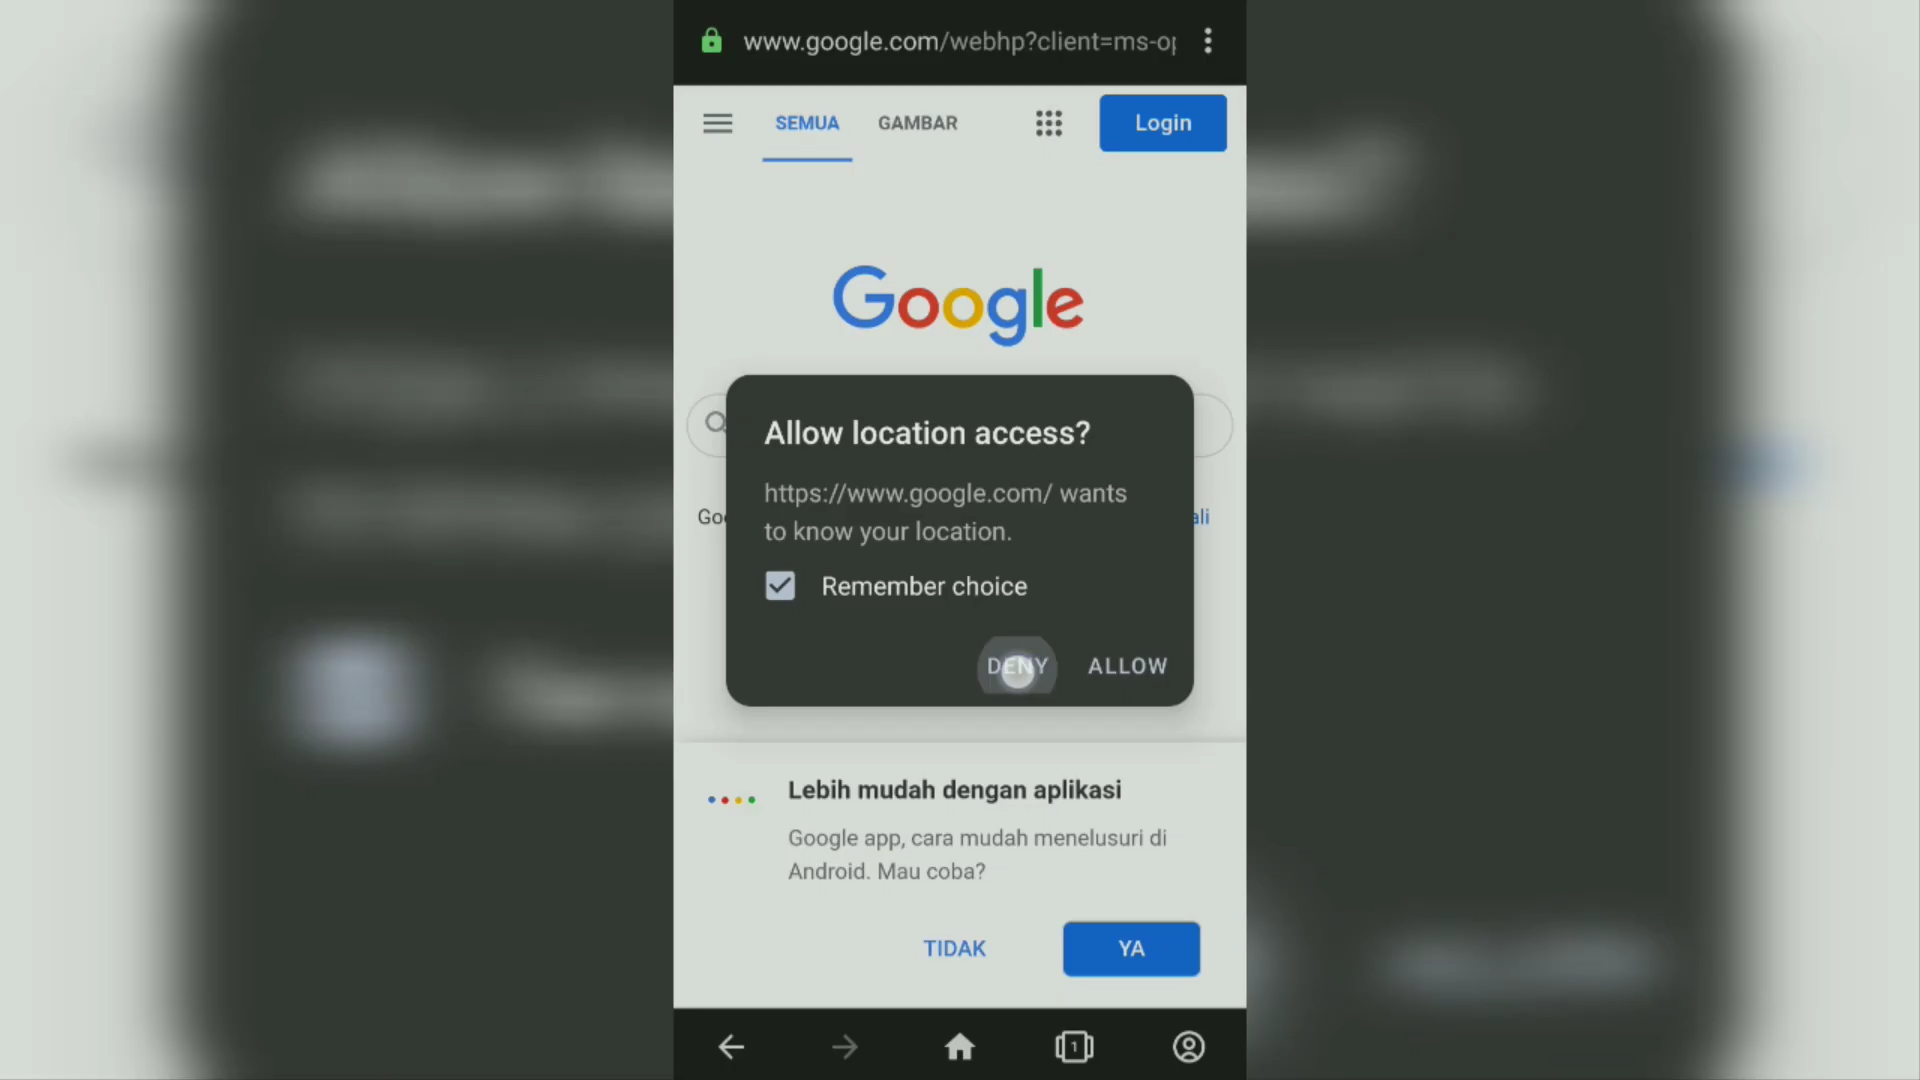 www.google.com/webhp?client=ms-op
SEMUA GAMBAR Login
Google
Allow location access?
https://www.google.com/ wants
to know your location.
Remember choice
DENY ALLOW
Lebih mudah dengan aplikasi
Google app, cara mudah menelusuri di
Android. Mau coba?
TIDAK YA
1